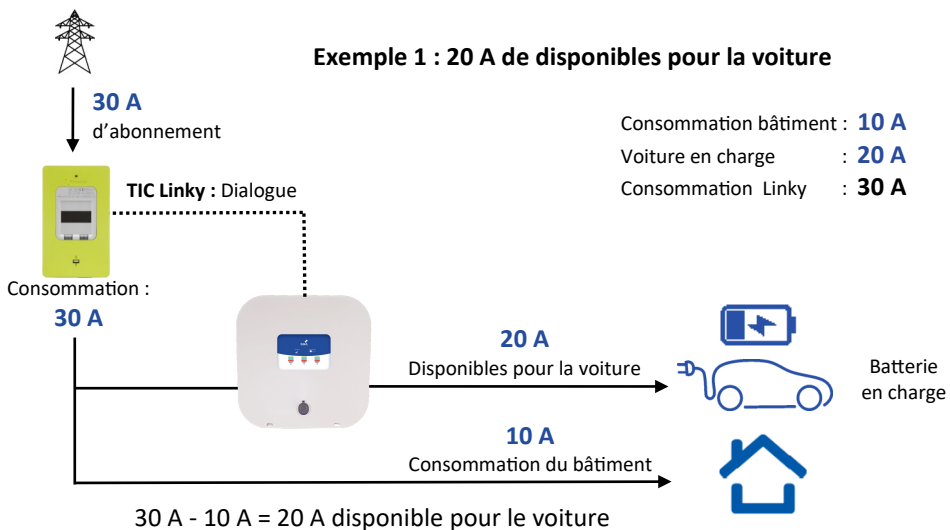 Exemple 1 : 20 A de disponibles pour la voiture
30 A
d'abonnement
Consommation bâtiment : 10 A
Voiture en charge : 20 A
Consommation Linky : 30 A
TIC Linky : Dialogue
Consommation :
30 A
20 A
Disponibles pour la voiture
Batterie
en charge
10 A
Consommation du bâtiment
30 A - 10 A = 20 A disponible pour le voiture